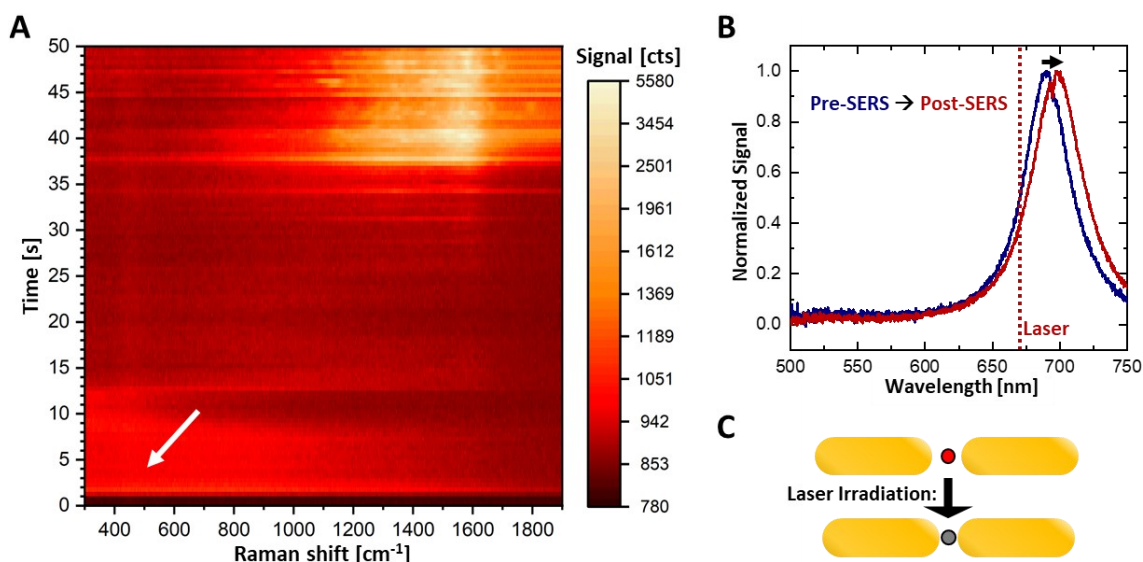 A
50
45
40
35
30
25
20
15
10
5
0
Time [s]
400 600 800 1000 1200 1400 1600 1800
Raman shift [cm⁻¹]
Signal [cts]
5580
3454
2501
1961
1612
1369
1189
1051
942
853
780
B
1.0
0.8
0.6
0.4
0.2
0.0
Normalized Signal
Pre-SERS → Post-SERS
Laser
500 550 600 650 700 750
Wavelength [nm]
C
Laser Irradiation: